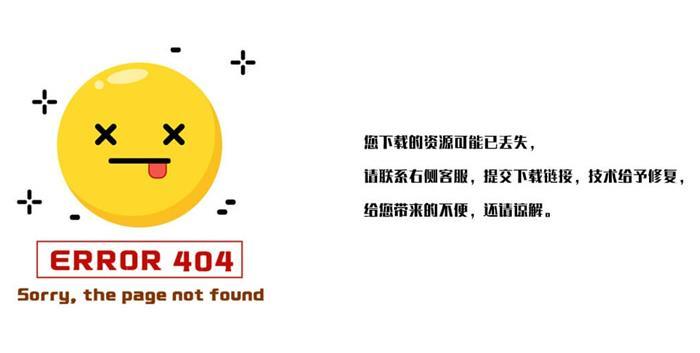 您下载的资源可能已丢失，
请联系右侧客服，提交下载链接，技术给予修复，
给您带来的不便，还请谅解。
ERROR 404
Sorry, the page not found